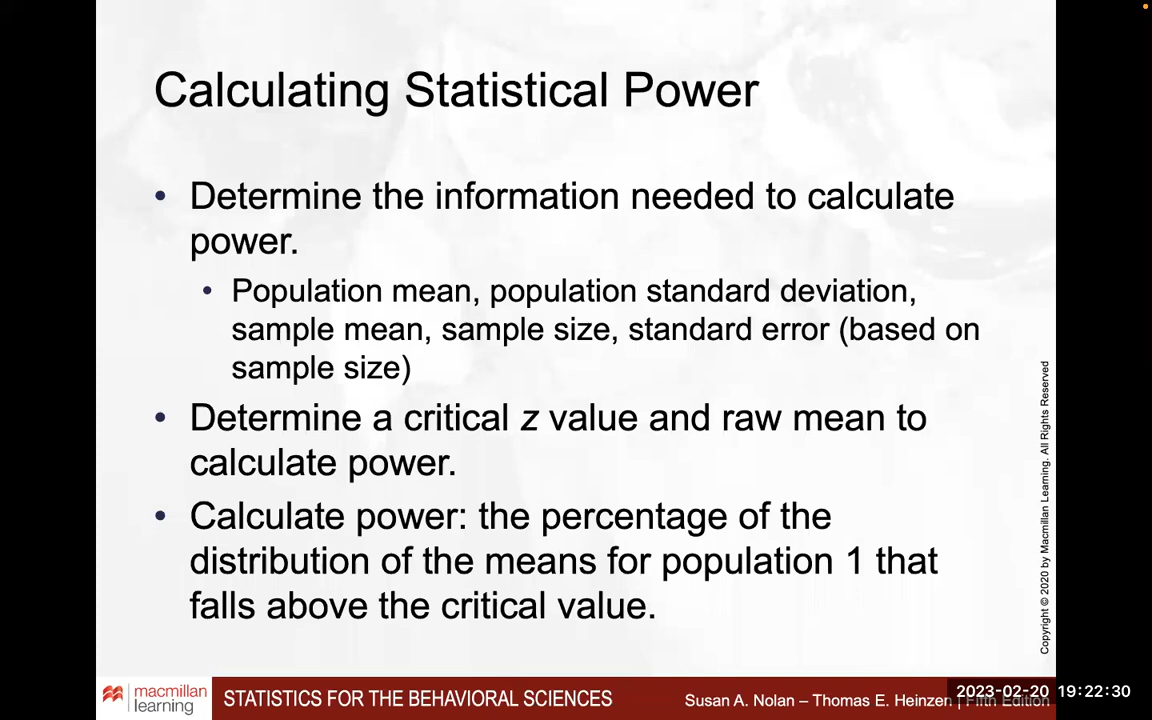 Calculating Statistical Power
• Determine the information needed to calculate
power.
• Population mean, population standard deviation,
sample mean, sample size, standard error (based on
sample size)
• Determine a critical z value and raw mean to
calculate power.
• Calculate power: the percentage of the
distribution of the means for population 1 that
falls above the critical value.
Copyright © 2020 by Macmillan Learning. All Rights Reserved
macmillan
learning
STATISTICS FOR THE BEHAVIORAL SCIENCES
Susan A. Nolan – Thomas E. Heinzen | Fifth Edition
2023-02-20 19:22:30